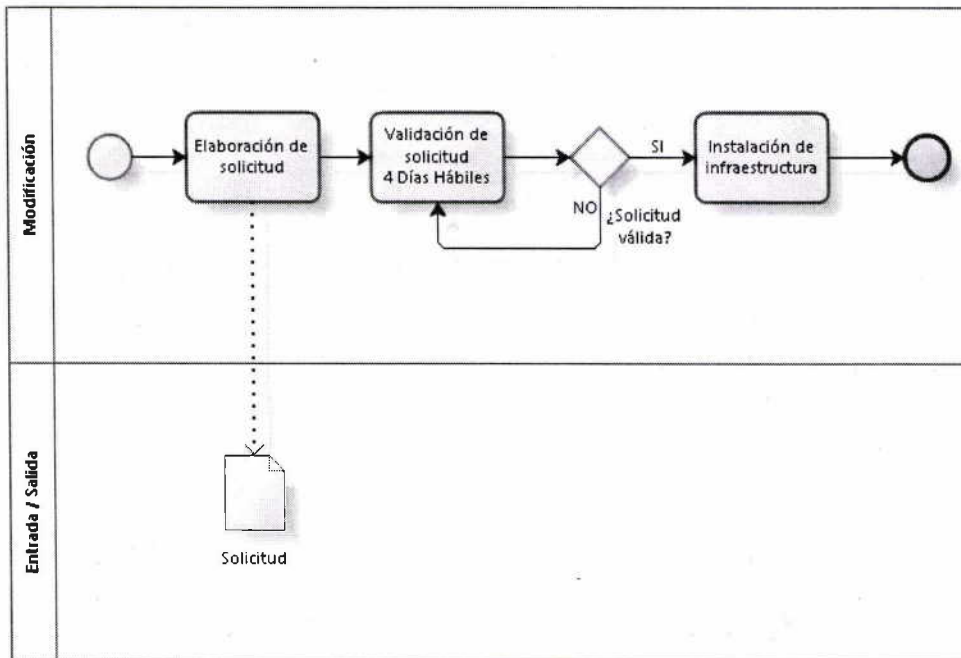 Modificación
Elaboración de
solicitud
Validación de
solicitud
4 Días Hábiles
SI
NO
¿Solicitud
válida?
Instalación de
infraestructura
Entrada / Salida
Solicitud